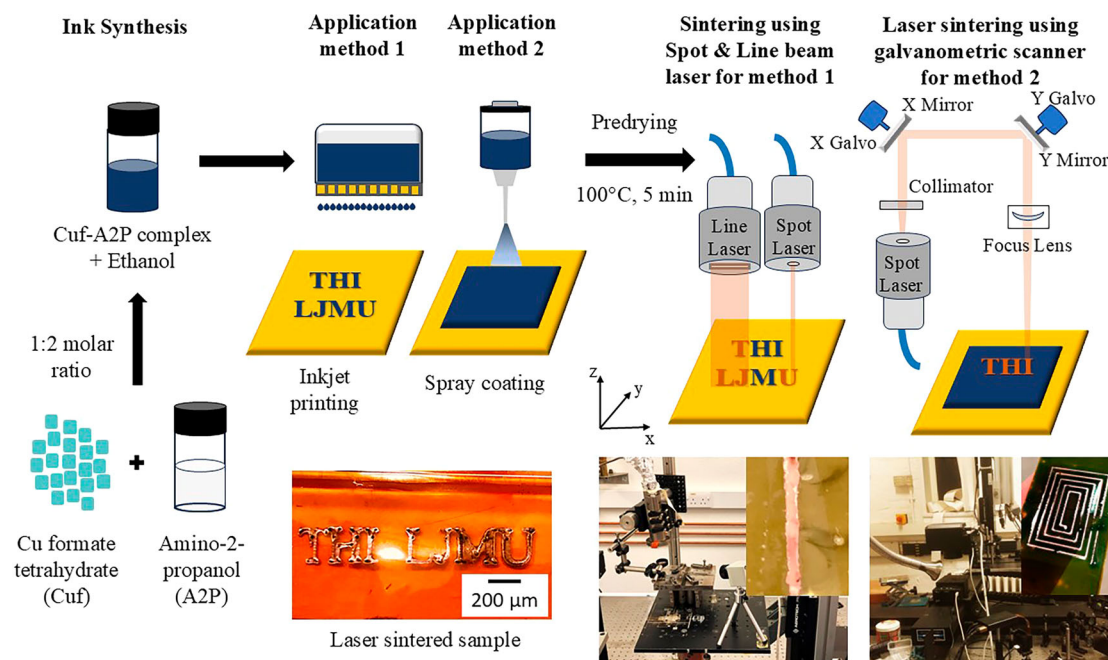 Ink Synthesis
Application
method 1
Application
method 2
Sintering using
Spot & Line beam
laser for method 1
Laser sintering using
galvanometric scanner
for method 2
Cuf-A2P complex
+ Ethanol
1:2 molar
ratio
+
Cu formate
tetrahydrate
(Cuf)
Amino-2-
propanol
(A2P)
THI
LJMU
Inkjet
printing
Spray coating
Predrying
100°C, 5 min
Line
Laser
Spot
Laser
THI
LJMU
z
y
x
X Mirror
X Galvo
Y Galvo
Y Mirror
Collimator
Spot
Laser
Focus Lens
THI
THI LJMU
200 µm
Laser sintered sample